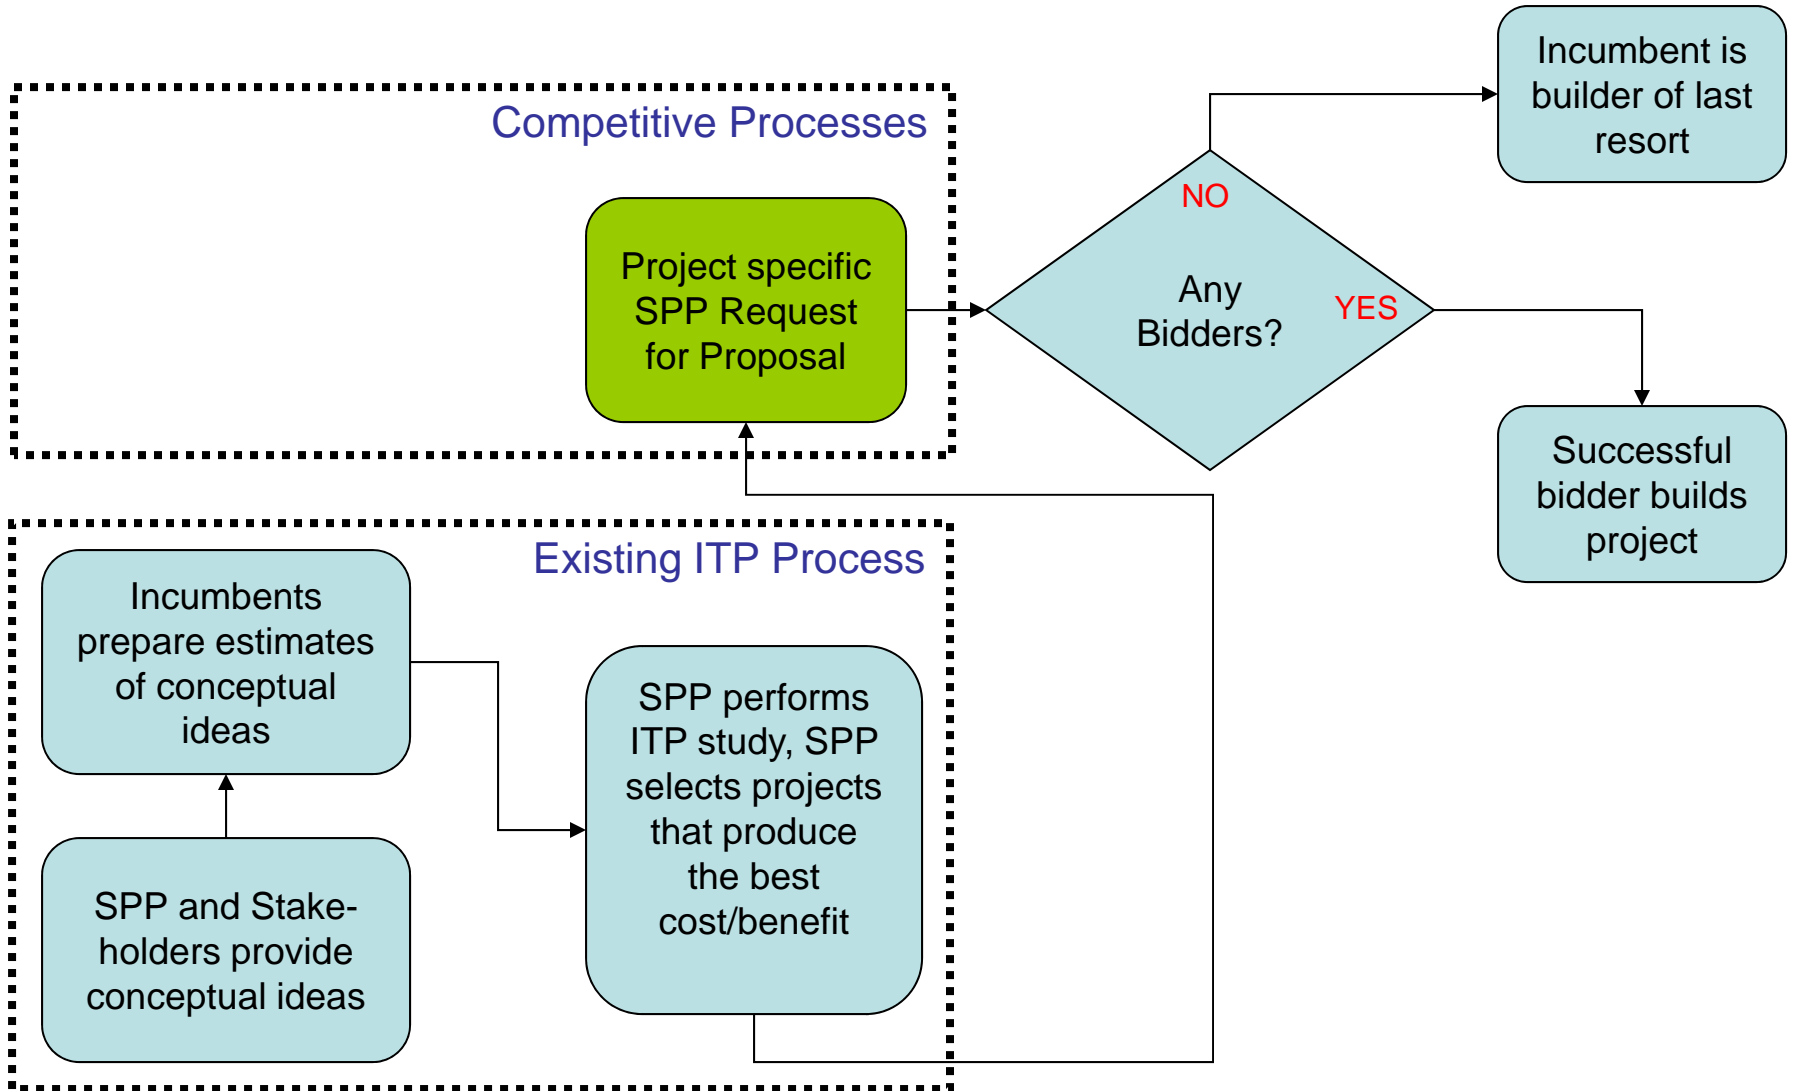 Incumbent is
builder of last
resort
Competitive Processes
NO
Project specific
SPP Request
for Proposal
Any
Bidders?
YES
Successful
bidder builds
project
Existing ITP Process
Incumbents
prepare estimates
of conceptual
ideas
SPP performs
ITP study, SPP
selects projects
that produce
the best
cost/benefit
SPP and Stake-
holders provide
conceptual ideas